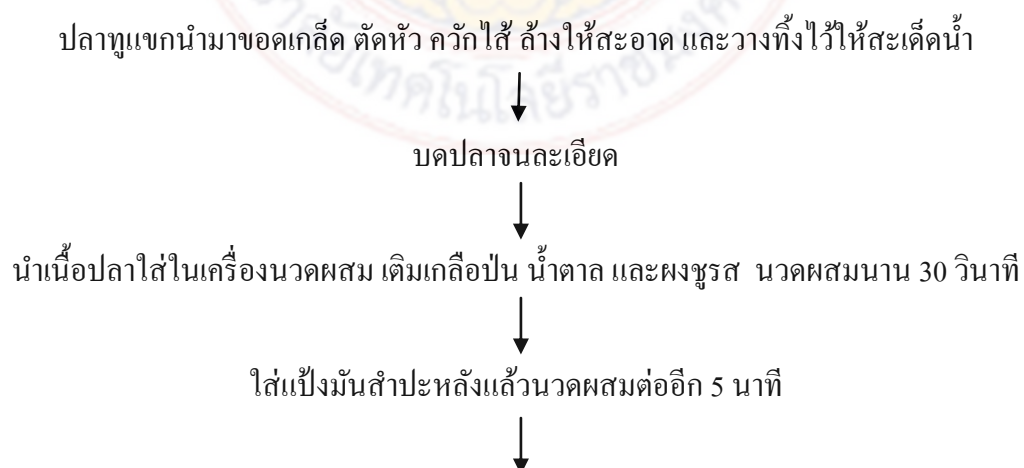 ปลาทูแขกนำมาขอดเกล็ด ตัดหัว ควักไส้ ล้างให้สะอาด และวางทิ้งไว้ให้สะเด็ดน้ำ
บดปลาจนละเอียด
นำเนื้อปลาใส่ในเครื่องนวดผสม เติมเกลือป่น น้ำตาล และผงชูรส นวดผสมนาน 30 วินาที
ใส่แป้งมันสำปะหลังแล้วนวดผสมต่ออีก 5 นาที